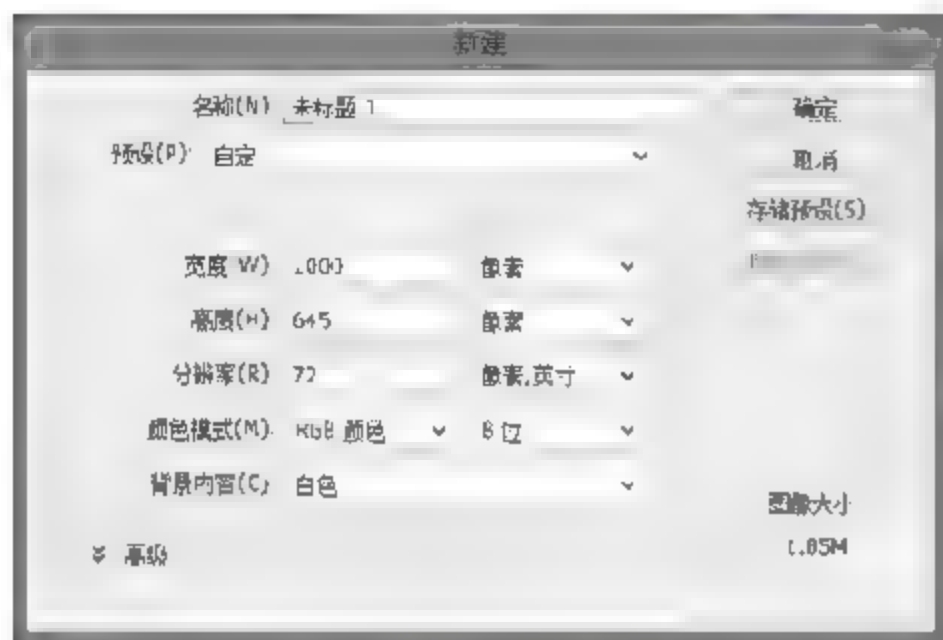 新建
名称(N) 未标题 1 确定
预设(P): 自定 取消
存储预设(S)
宽度(W) 1000 像素
高度(H) 645 像素
分辨率(R) 72 像素/英寸
颜色模式(M): RGB 颜色 8 位
背景内容(C) 白色
图像大小
高级 1.85M